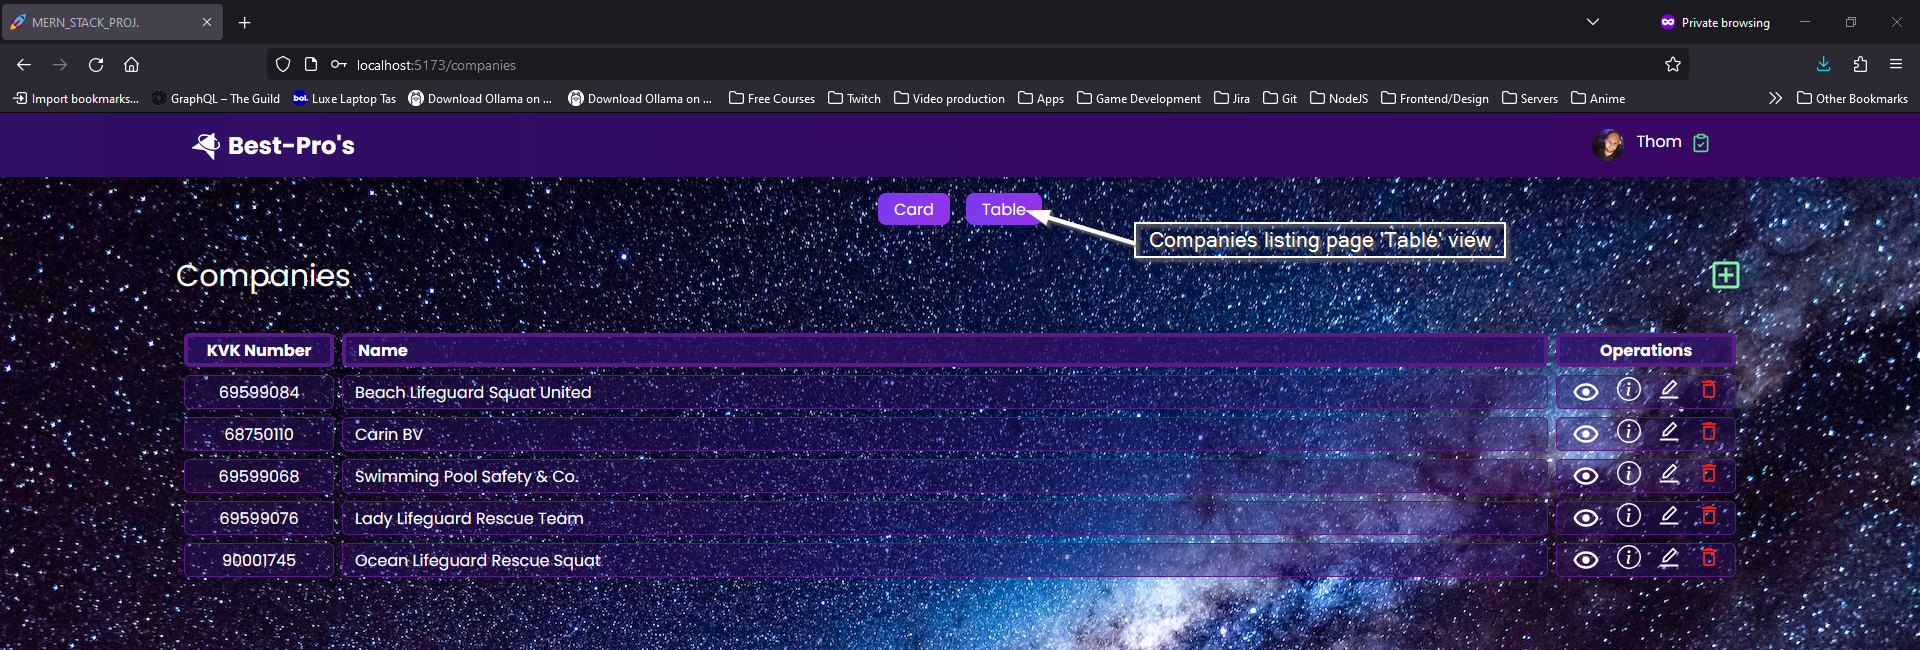 MERN_STACK_PROJ.
Private browsing
localhost:5173/companies
Import bookmarks... GraphQL – The Guild bol. Luxe Laptop Tas Download Ollama on ... Download Ollama on ... Free Courses Twitch Video production Apps Game Development Jira Git NodeJS Frontend/Design Servers Anime Other Bookmarks
Best-Pro's Thom
Card Table
Companies listing page 'Table' view
Companies
KVK Number Name Operations
69599084 Beach Lifeguard Squat United
68750110 Carin BV
69599068 Swimming Pool Safety & Co.
69599076 Lady Lifeguard Rescue Team
90001745 Ocean Lifeguard Rescue Squat